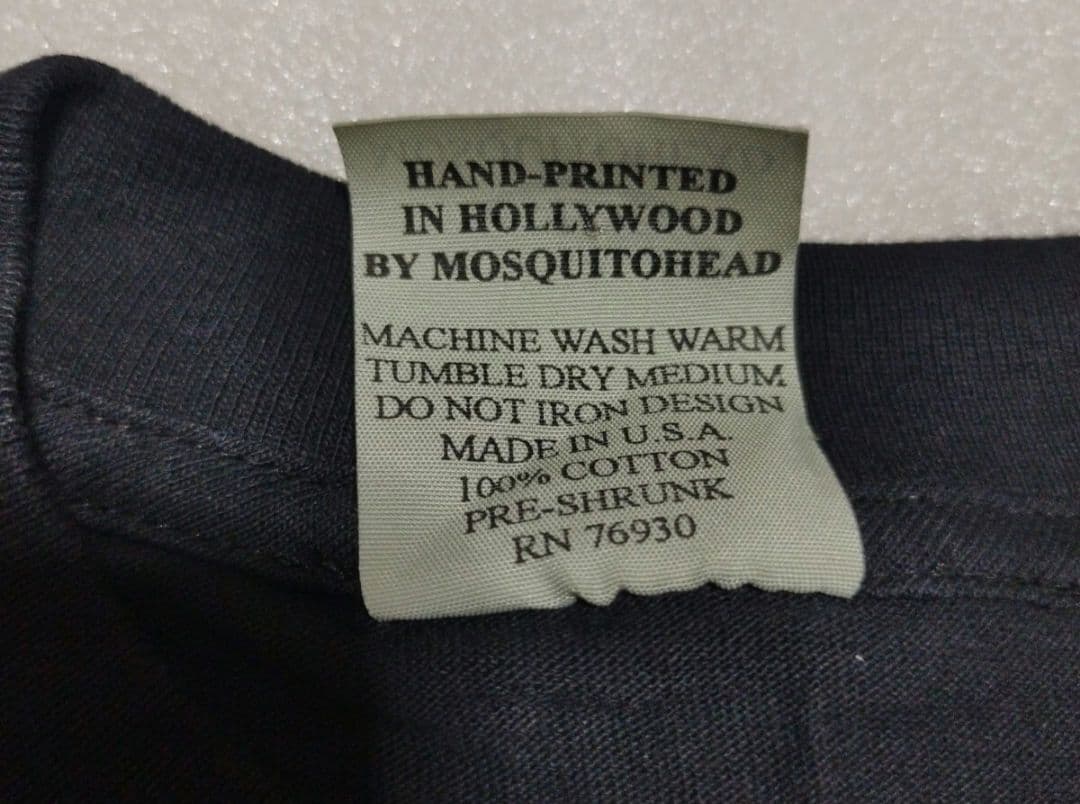 HAND-PRINTED
IN HOLLYWOOD
BY MOSQUITOHEAD
MACHINE WASH WARM
TUMBLE DRY MEDIUM
DO NOT IRON DESIGN
MADE IN U.S.A.
100% COTTON
PRE-SHRUNK
RN 76930